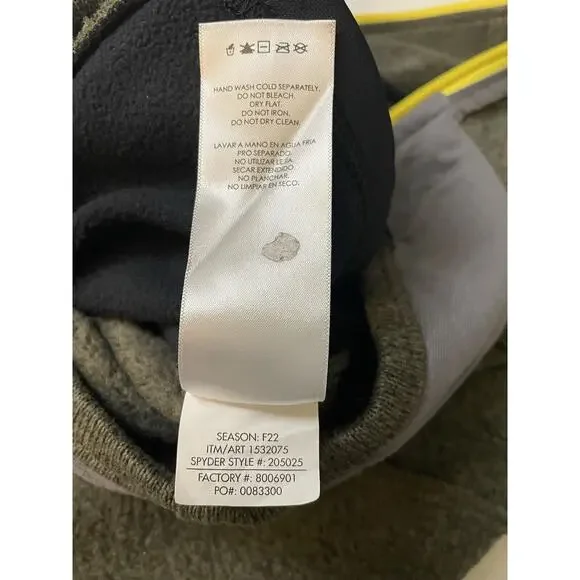 HAND WASH COLD SEPARATELY.
DO NOT BLEACH.
DRY FLAT.
DO NOT IRON.
DO NOT DRY CLEAN.
LAVAR A MANO EN AGUA FRIA
PRO SEPARADO.
NO UTILIZAR LEJIA.
SECAR EXTENDIDO.
NO PLANCHAR.
NO LIMPIAR EN SECO.
SEASON: F22
ITM/ART 1532075
SPYDER STYLE #: 205025
FACTORY #: 8006901
PO#: 0083300